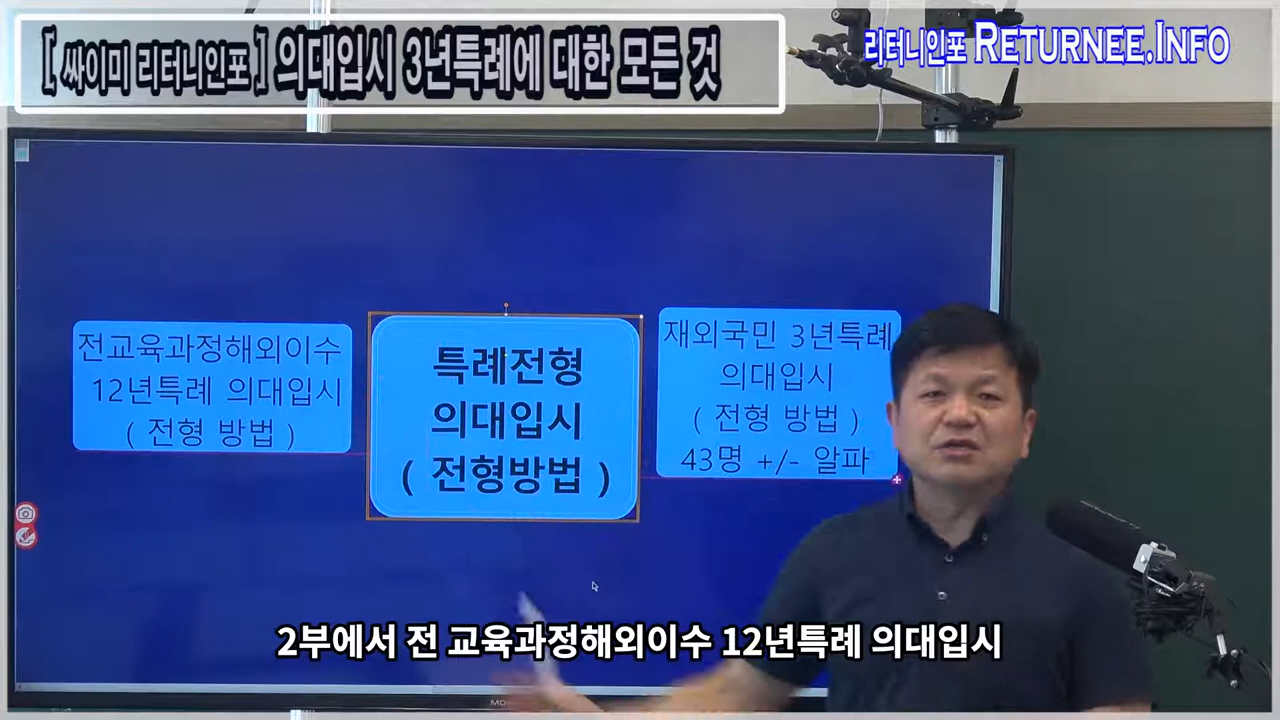 [ 싸이미 리터니인포 ] 의대입시 3년특례에 대한 모든 것
리터니인포 RETURNEE.INFO
전교육과정해외이수
12년특례 의대입시
( 전형 방법 )
특례전형
의대입시
( 전형방법 )
재외국민 3년특례
의대입시
( 전형 방법 )
43명 +/- 알파
2부에서 전 교육과정해외이수 12년특례 의대입시